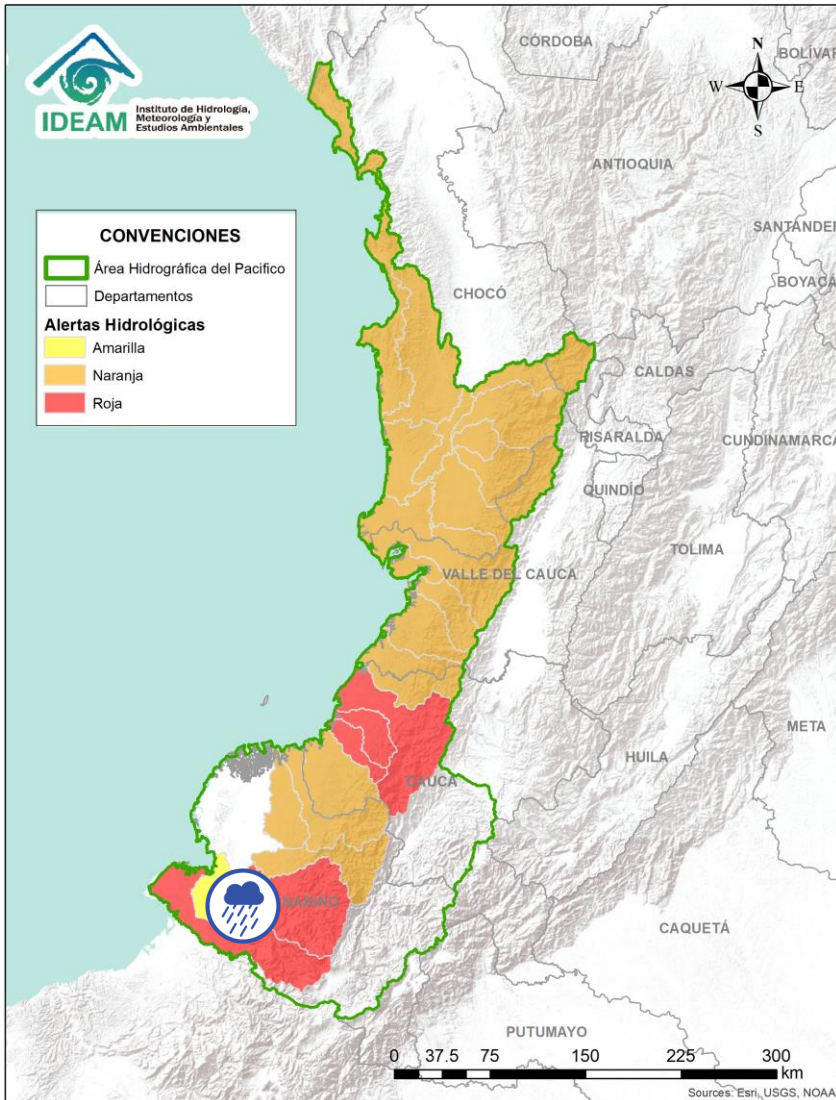 IDEAM
Instituto de Hidrología,
Meteorología y
Estudios Ambientales
CÓRDOBA
BOLÍVAR
N
W
E
S
ANTIOQUIA
CONVENCIONES
Área Hidrográfica del Pacifico
Departamentos
Alertas Hidrológicas
Amarilla
Naranja
Roja
SANTANDER
BOYACÁ
CHOCÓ
CALDAS
RISARALDA
CUNDINAMARCA
QUINDÍO
TOLIMA
VALLE DEL CAUCA
META
HUILA
CAUCA
NARIÑO
CAQUETÁ
PUTUMAYO
0 37.5 75 150 225 300
km
Sources: Esri, USGS, NOAA